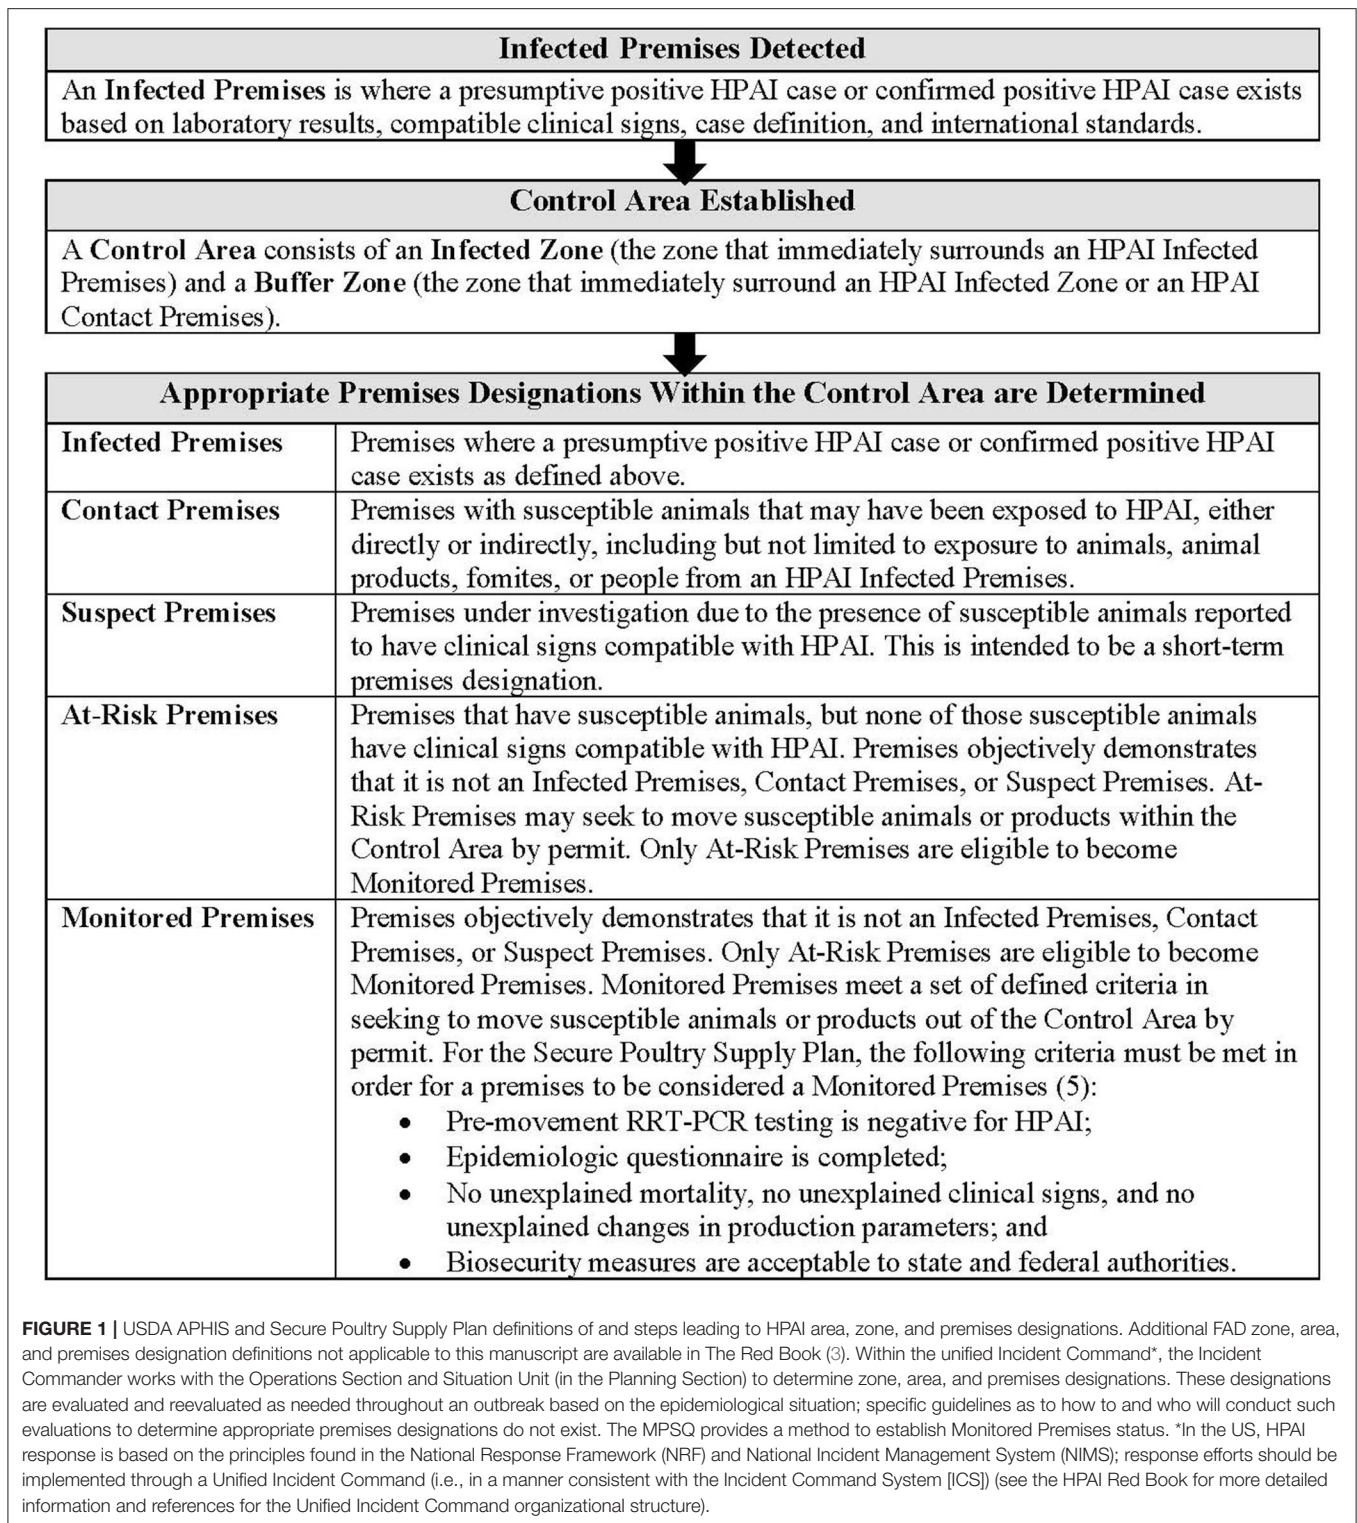 Infected Premises Detected
An Infected Premises is where a presumptive positive HPAI case or confirmed positive HPAI case exists
based on laboratory results, compatible clinical signs, case definition, and international standards.
Control Area Established
A Control Area consists of an Infected Zone (the zone that immediately surrounds an HPAI Infected
Premises) and a Buffer Zone (the zone that immediately surround an HPAI Infected Zone or an HPAI
Contact Premises).
Appropriate Premises Designations Within the Control Area are Determined
Infected Premises
Premises where a presumptive positive HPAI case or confirmed positive HPAI
case exists as defined above.
Contact Premises
Premises with susceptible animals that may have been exposed to HPAI, either
directly or indirectly, including but not limited to exposure to animals, animal
products, fomites, or people from an HPAI Infected Premises.
Suspect Premises
Premises under investigation due to the presence of susceptible animals reported
to have clinical signs compatible with HPAI. This is intended to be a short-term
premises designation.
At-Risk Premises
Premises that have susceptible animals, but none of those susceptible animals
have clinical signs compatible with HPAI. Premises objectively demonstrates
that it is not an Infected Premises, Contact Premises, or Suspect Premises. At-
Risk Premises may seek to move susceptible animals or products within the
Control Area by permit. Only At-Risk Premises are eligible to become
Monitored Premises.
Monitored Premises
Premises objectively demonstrates that it is not an Infected Premises, Contact
Premises, or Suspect Premises. Only At-Risk Premises are eligible to become
Monitored Premises. Monitored Premises meet a set of defined criteria in
seeking to move susceptible animals or products out of the Control Area by
permit. For the Secure Poultry Supply Plan, the following criteria must be met in
order for a premises to be considered a Monitored Premises (5):
• Pre-movement RRT-PCR testing is negative for HPAI;
• Epidemiologic questionnaire is completed;
• No unexplained mortality, no unexplained clinical signs, and no
unexplained changes in production parameters; and
• Biosecurity measures are acceptable to state and federal authorities.
FIGURE 1 | USDA APHIS and Secure Poultry Supply Plan definitions of and steps leading to HPAI area, zone, and premises designations. Additional FAD zone, area,
and premises designation definitions not applicable to this manuscript are available in The Red Book (3). Within the unified Incident Command*, the Incident
Commander works with the Operations Section and Situation Unit (in the Planning Section) to determine zone, area, and premises designations. These designations
are evaluated and reevaluated as needed throughout an outbreak based on the epidemiological situation; specific guidelines as to how to and who will conduct such
evaluations to determine appropriate premises designations do not exist. The MPSQ provides a method to establish Monitored Premises status. *In the US, HPAI
response is based on the principles found in the National Response Framework (NRF) and National Incident Management System (NIMS); response efforts should be
implemented through a Unified Incident Command (i.e., in a manner consistent with the Incident Command System [ICS]) (see the HPAI Red Book for more detailed
information and references for the Unified Incident Command organizational structure).